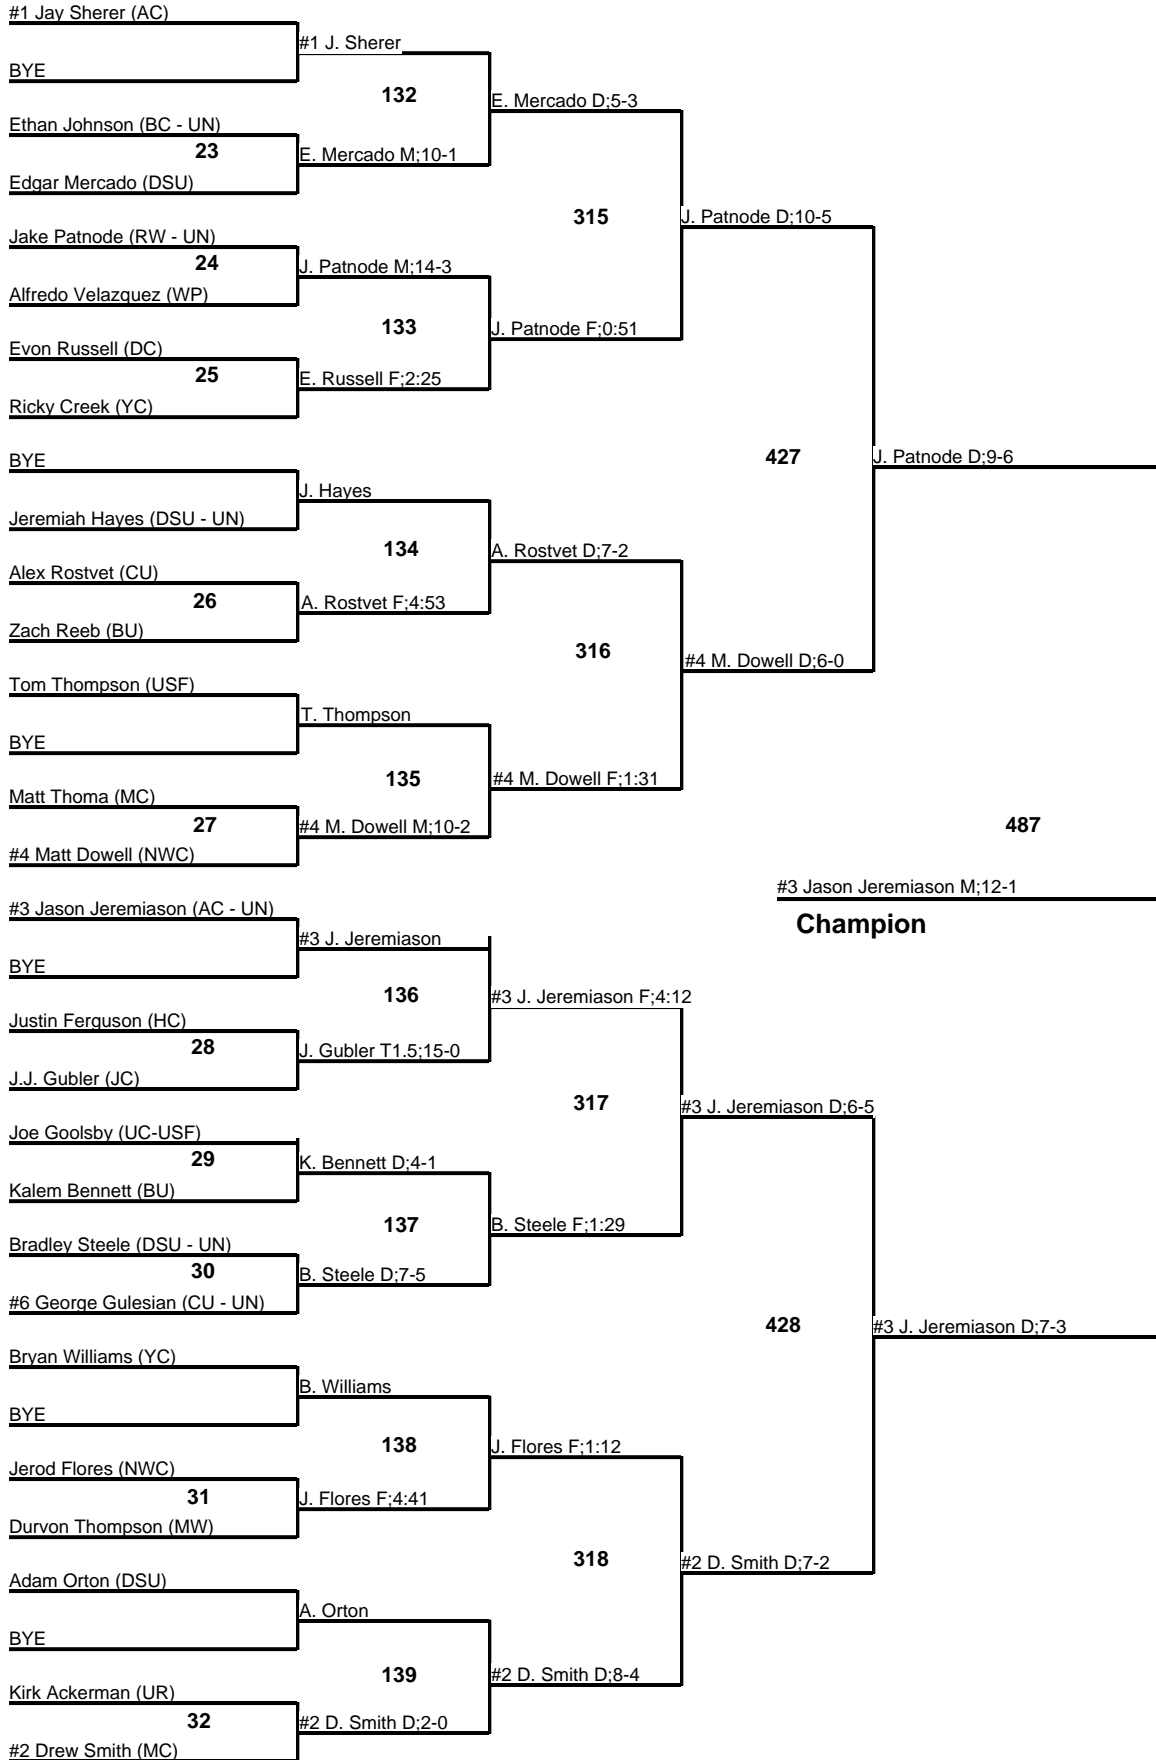 #1 Jay Sherer (AC)
#1 J. Sherer
BYE
132
E. Mercado D;5-3
Ethan Johnson (BC - UN)
23
E. Mercado M;10-1
Edgar Mercado (DSU)
315
J. Patnode D;10-5
Jake Patnode (RW - UN)
24
J. Patnode M;14-3
Alfredo Velazquez (WP)
133
J. Patnode F;0:51
Evon Russell (DC)
25
E. Russell F;2:25
Ricky Creek (YC)
427
J. Patnode D;9-6
BYE
J. Hayes
Jeremiah Hayes (DSU - UN)
134
A. Rostvet D;7-2
Alex Rostvet (CU)
26
A. Rostvet F;4:53
Zach Reeb (BU)
316
#4 M. Dowell D;6-0
Tom Thompson (USF)
T. Thompson
BYE
135
#4 M. Dowell F;1:31
Matt Thoma (MC)
27
#4 M. Dowell M;10-2
487
#4 Matt Dowell (NWC)
#3 Jason Jeremiason M;12-1
Champion
#3 Jason Jeremiason (AC - UN)
#3 J. Jeremiason
BYE
136
#3 J. Jeremiason F;4:12
Justin Ferguson (HC)
28
J. Gubler T1.5;15-0
J.J. Gubler (JC)
317
#3 J. Jeremiason D;6-5
Joe Goolsby (UC-USF)
29
K. Bennett D;4-1
Kalem Bennett (BU)
137
B. Steele F;1:29
Bradley Steele (DSU - UN)
30
B. Steele D;7-5
#6 George Gulesian (CU - UN)
428
#3 J. Jeremiason D;7-3
Bryan Williams (YC)
B. Williams
BYE
138
J. Flores F;1:12
Jerod Flores (NWC)
31
J. Flores F;4:41
Durvon Thompson (MW)
318
#2 D. Smith D;7-2
Adam Orton (DSU)
A. Orton
BYE
139
#2 D. Smith D;8-4
Kirk Ackerman (UR)
32
#2 D. Smith D;2-0
#2 Drew Smith (MC)